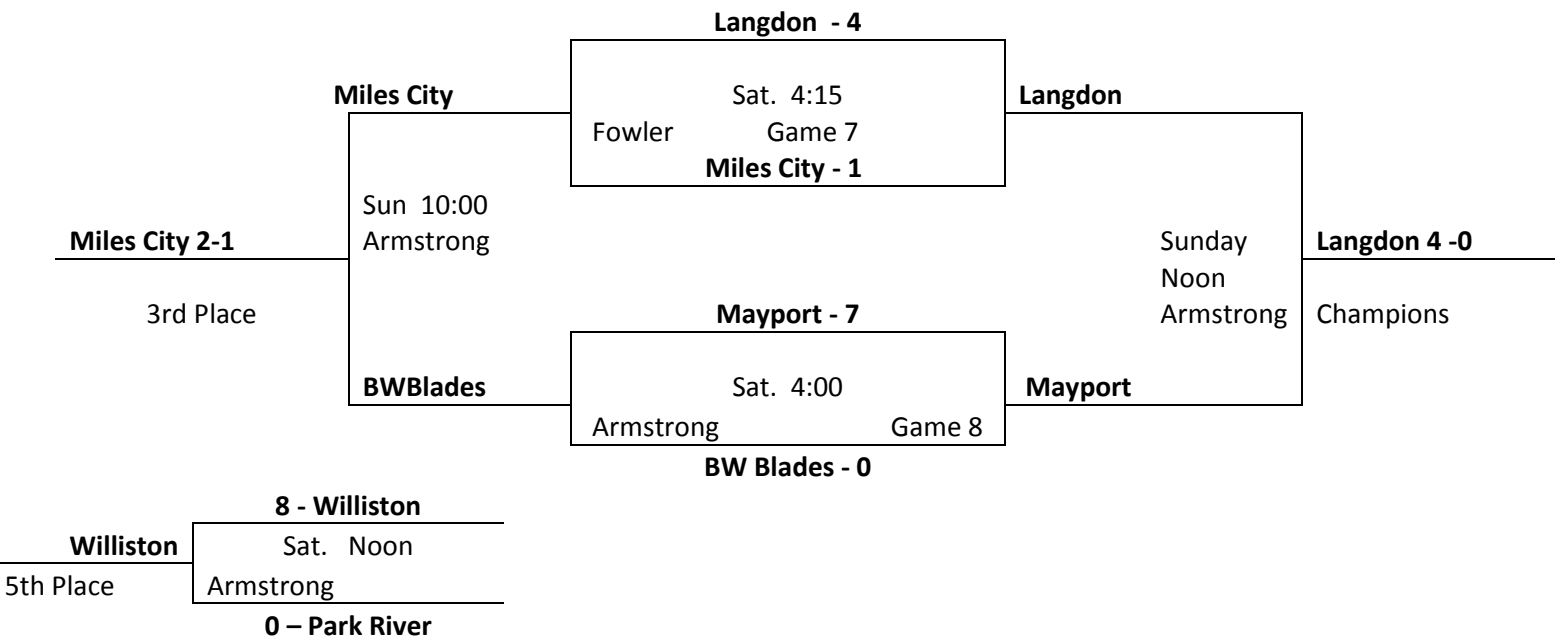 Langdon  - 4
Miles City
Sat.  4:15
Langdon
Fowler
Game 7
Miles City - 1
Sun  10:00
Miles City 2-1
Armstrong
Sunday
Langdon 4 -0
Noon
3rd Place
Mayport - 7
Armstrong
Champions
BWBlades
Sat.  4:00
Mayport
Armstrong
Game 8
BW Blades - 0
8 - Williston
Williston
Sat.  Noon
5th Place
Armstrong
0 – Park River